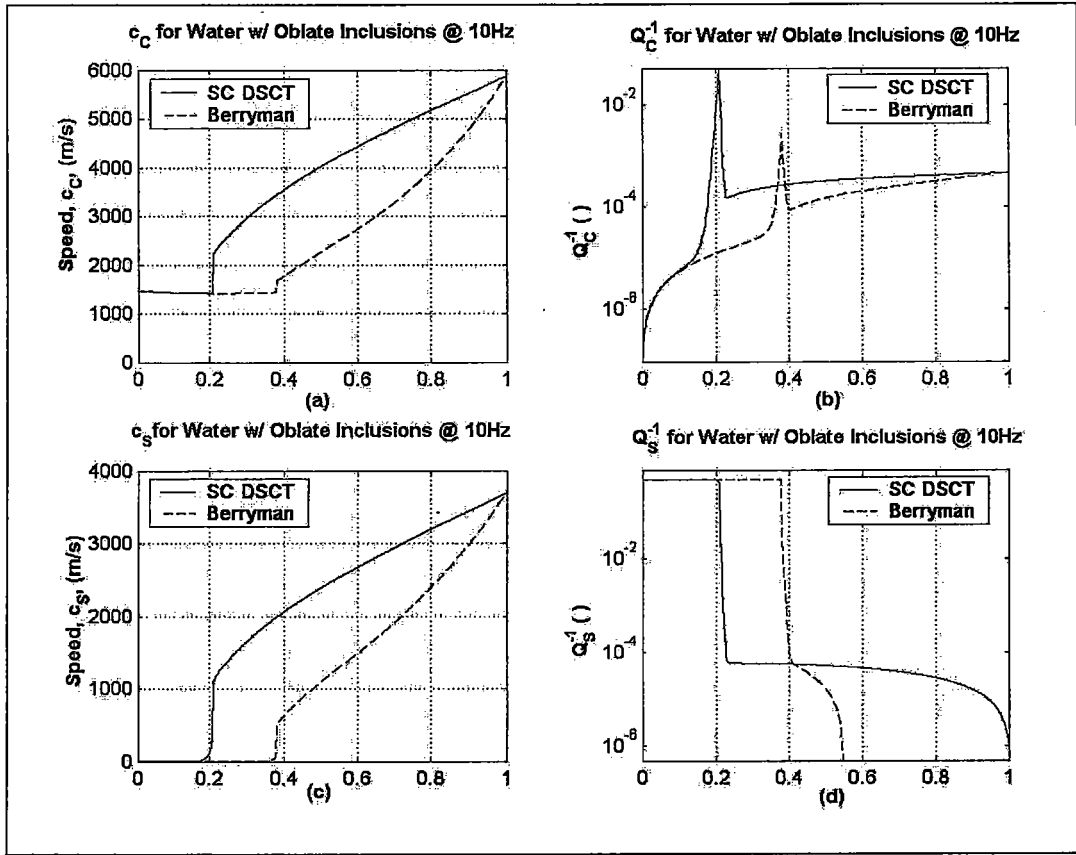 c_C for Water w/ Oblate Inclusions @ 10Hz
6000
5000
4000
3000
2000
1000
0
Speed, c_C, (m/s)
SC DSCT
Berryman
0 0.2 0.4 0.6 0.8 1
(a)
Q_C^-1 for Water w/ Oblate Inclusions @ 10Hz
10^-2
10^-4
10^-6
Q_C^-1 ( )
SC DSCT
Berryman
0 0.2 0.4 0.6 0.8 1
(b)
c_S for Water w/ Oblate Inclusions @ 10Hz
4000
3000
2000
1000
0
Speed, c_S, (m/s)
SC DSCT
Berryman
0 0.2 0.4 0.6 0.8 1
(c)
Q_S^-1 for Water w/ Oblate Inclusions @ 10Hz
10^-2
10^-4
10^-6
Q_S^-1 ( )
SC DSCT
Berryman
0 0.2 0.4 0.6 0.8 1
(d)